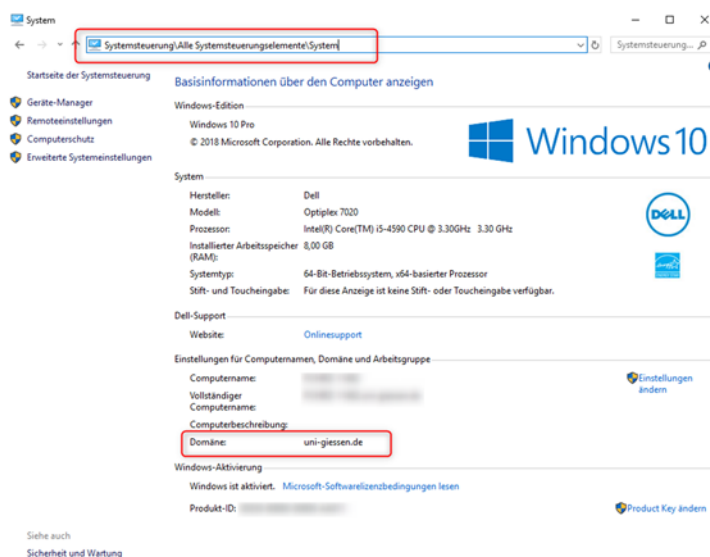 System
Systemsteuerung\Alle Systemsteuerungselemente\System
Systemsteuerung...
Startseite der Systemsteuerung
Geräte-Manager
Remoteeinstellungen
Computerschutz
Erweiterte Systemeinstellungen
Basisinformationen über den Computer anzeigen
Windows-Edition
Windows 10 Pro
© 2018 Microsoft Corporation. Alle Rechte vorbehalten.
Windows 10
System
Hersteller: Dell
Modell: Optiplex 7020
Prozessor: Intel(R) Core(TM) i5-4590 CPU @ 3.30GHz 3.30 GHz
Installierter Arbeitsspeicher 8,00 GB
(RAM):
Systemtyp: 64-Bit-Betriebssystem, x64-basierter Prozessor
Stift- und Toucheingabe: Für diese Anzeige ist keine Stift- oder Toucheingabe verfügbar.
DELL
Dell-Support
Website: Onlinesupport
Einstellungen für Computernamen, Domäne und Arbeitsgruppe
Computername:
Einstellungen
ändern
Vollständiger
Computername:
Computerbeschreibung:
Domäne: uni-giessen.de
Windows-Aktivierung
Windows ist aktiviert. Microsoft-Softwarelizenzbedingungen lesen
Produkt-ID:
Product Key ändern
Siehe auch
Sicherheit und Wartung